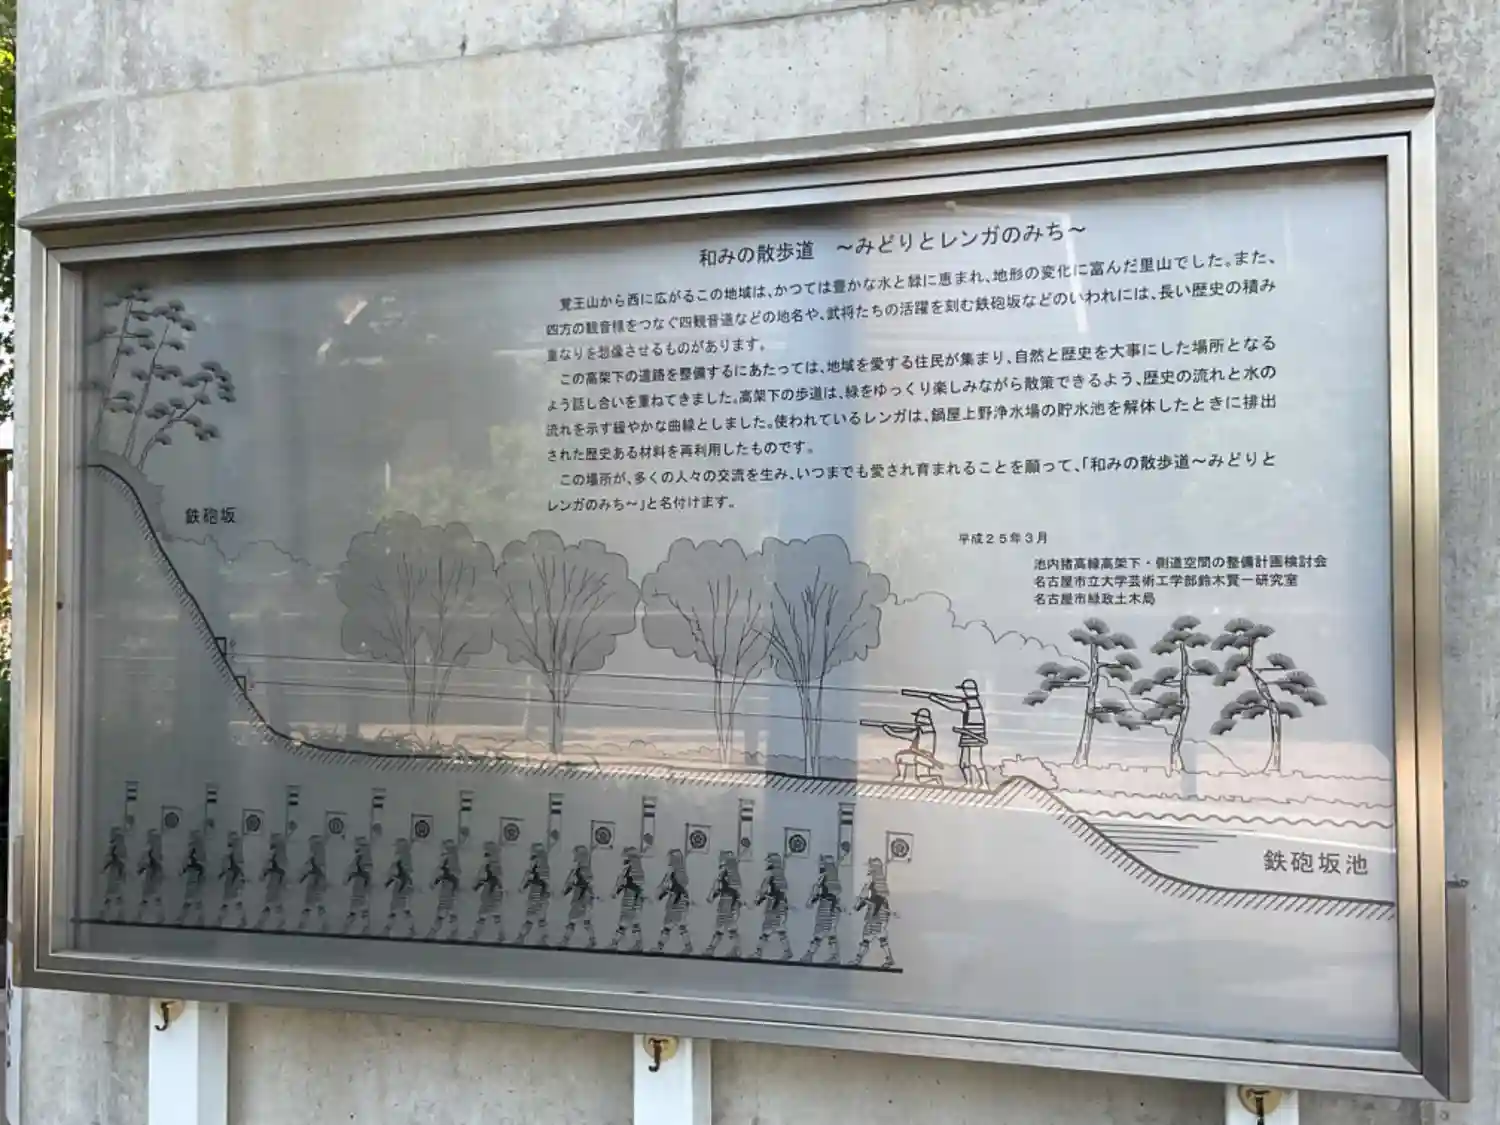 和みの散歩道　～みどりとレンガのみち～
覚王山から西に広がるこの地域は、かつては豊かな水と緑に恵まれ、地形の変化に富んだ里山でした。また、
四方の観音様をつなぐ四観音道などの地名や、武将たちの活躍を刻む鉄砲坂などのいわれには、長い歴史の積み
重なりを想像させるものがあります。
この高架下の道路を整備するにあたっては、地域を愛する住民が集まり、自然と歴史を大事にした場所となる
よう話し合いを重ねてきました。高架下の歩道は、緑をゆっくり楽しみながら散策できるよう、歴史の流れと水の
流れを示す緩やかな曲線としました。使われているレンガは、鍋屋上野浄水場の貯水池を解体したときに排出
された歴史ある材料を再利用したものです。
この場所が、多くの人々の交流を生み、いつまでも愛され育まれることを願って、「和みの散歩道～みどりと
レンガのみち～」と名付けます。
平成２５年３月
池内猪高線高架下・側道空間の整備計画検討会
名古屋市立大学芸術工学部鈴木賢一研究室
名古屋市緑政土木局
鉄砲坂
鉄砲坂池